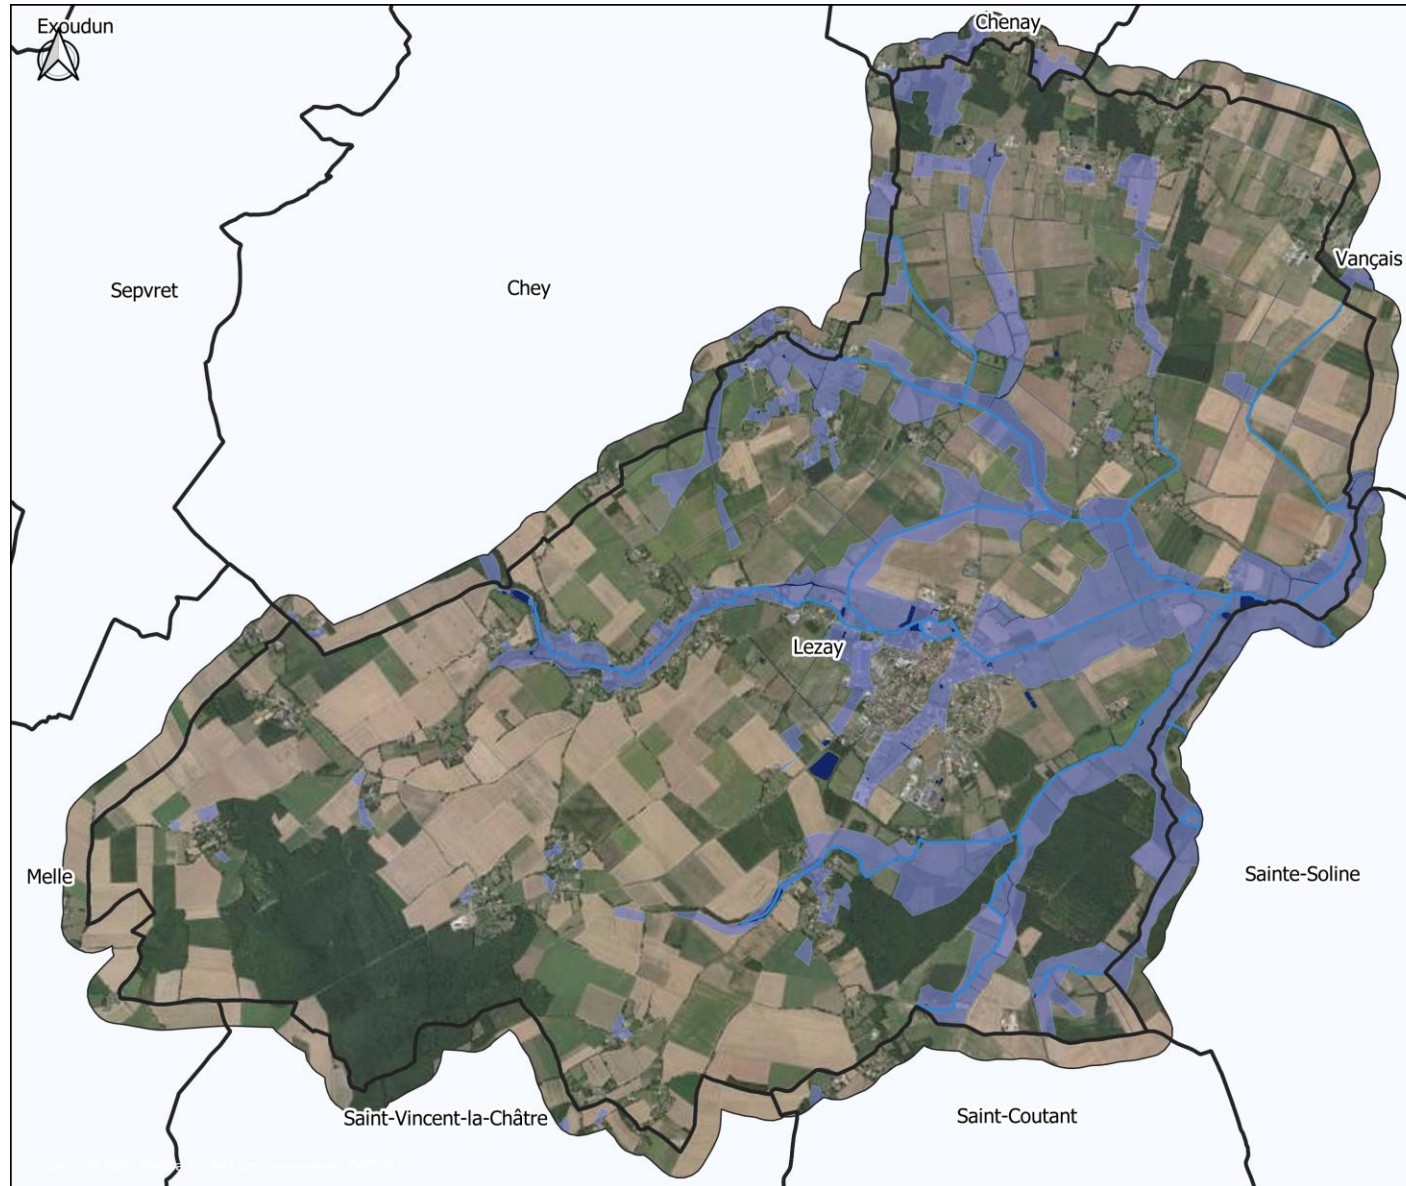 Exoudun
Chenay
Vançais
Sepvret
Chey
Lezay
Melle
Sainte-Soline
Saint-Vincent-la-Châtre
Saint-Coutant